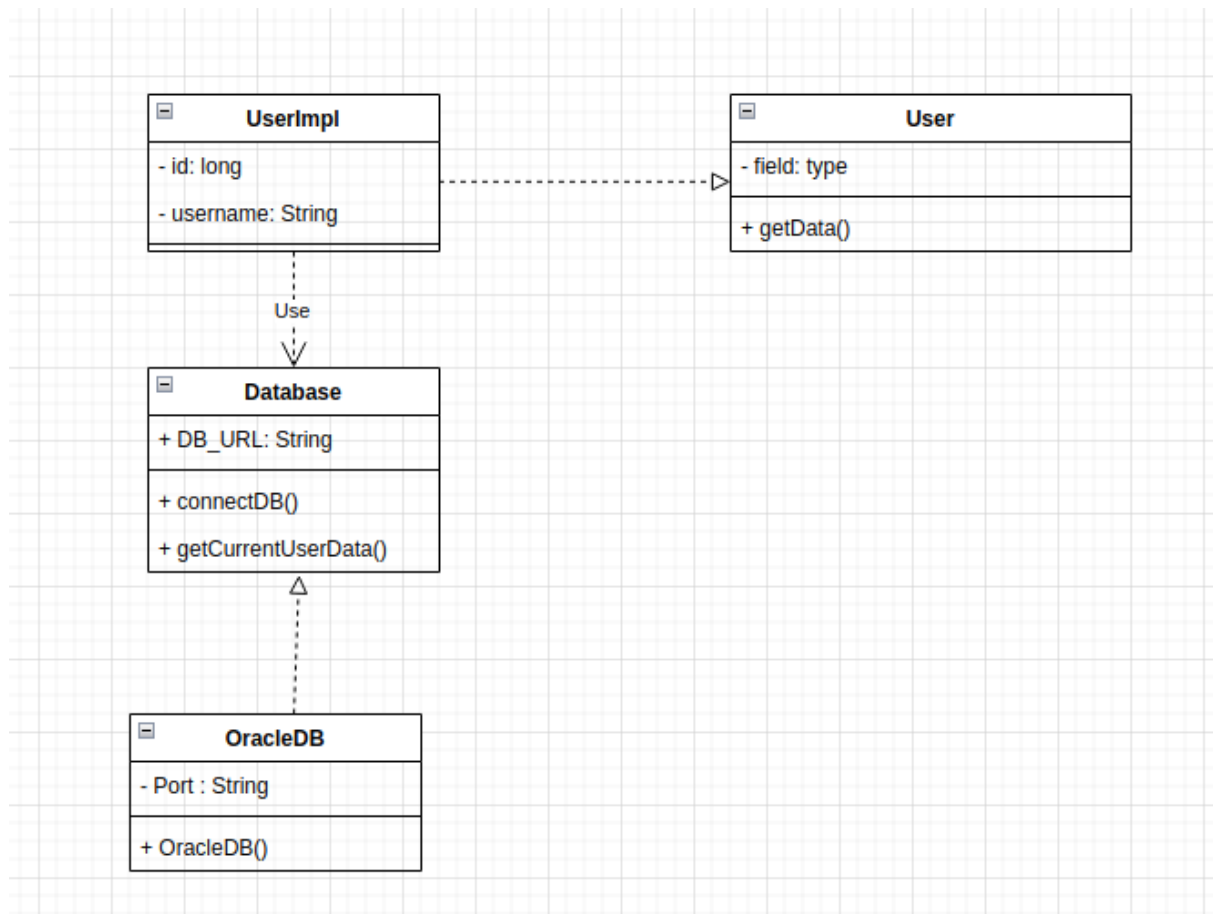 UserImpl
- id: long
- username: String
User
- field: type
+ getData()
Use
Database
+ DB_URL: String
+ connectDB()
+ getCurrentUserData()
OracleDB
- Port : String
+ OracleDB()